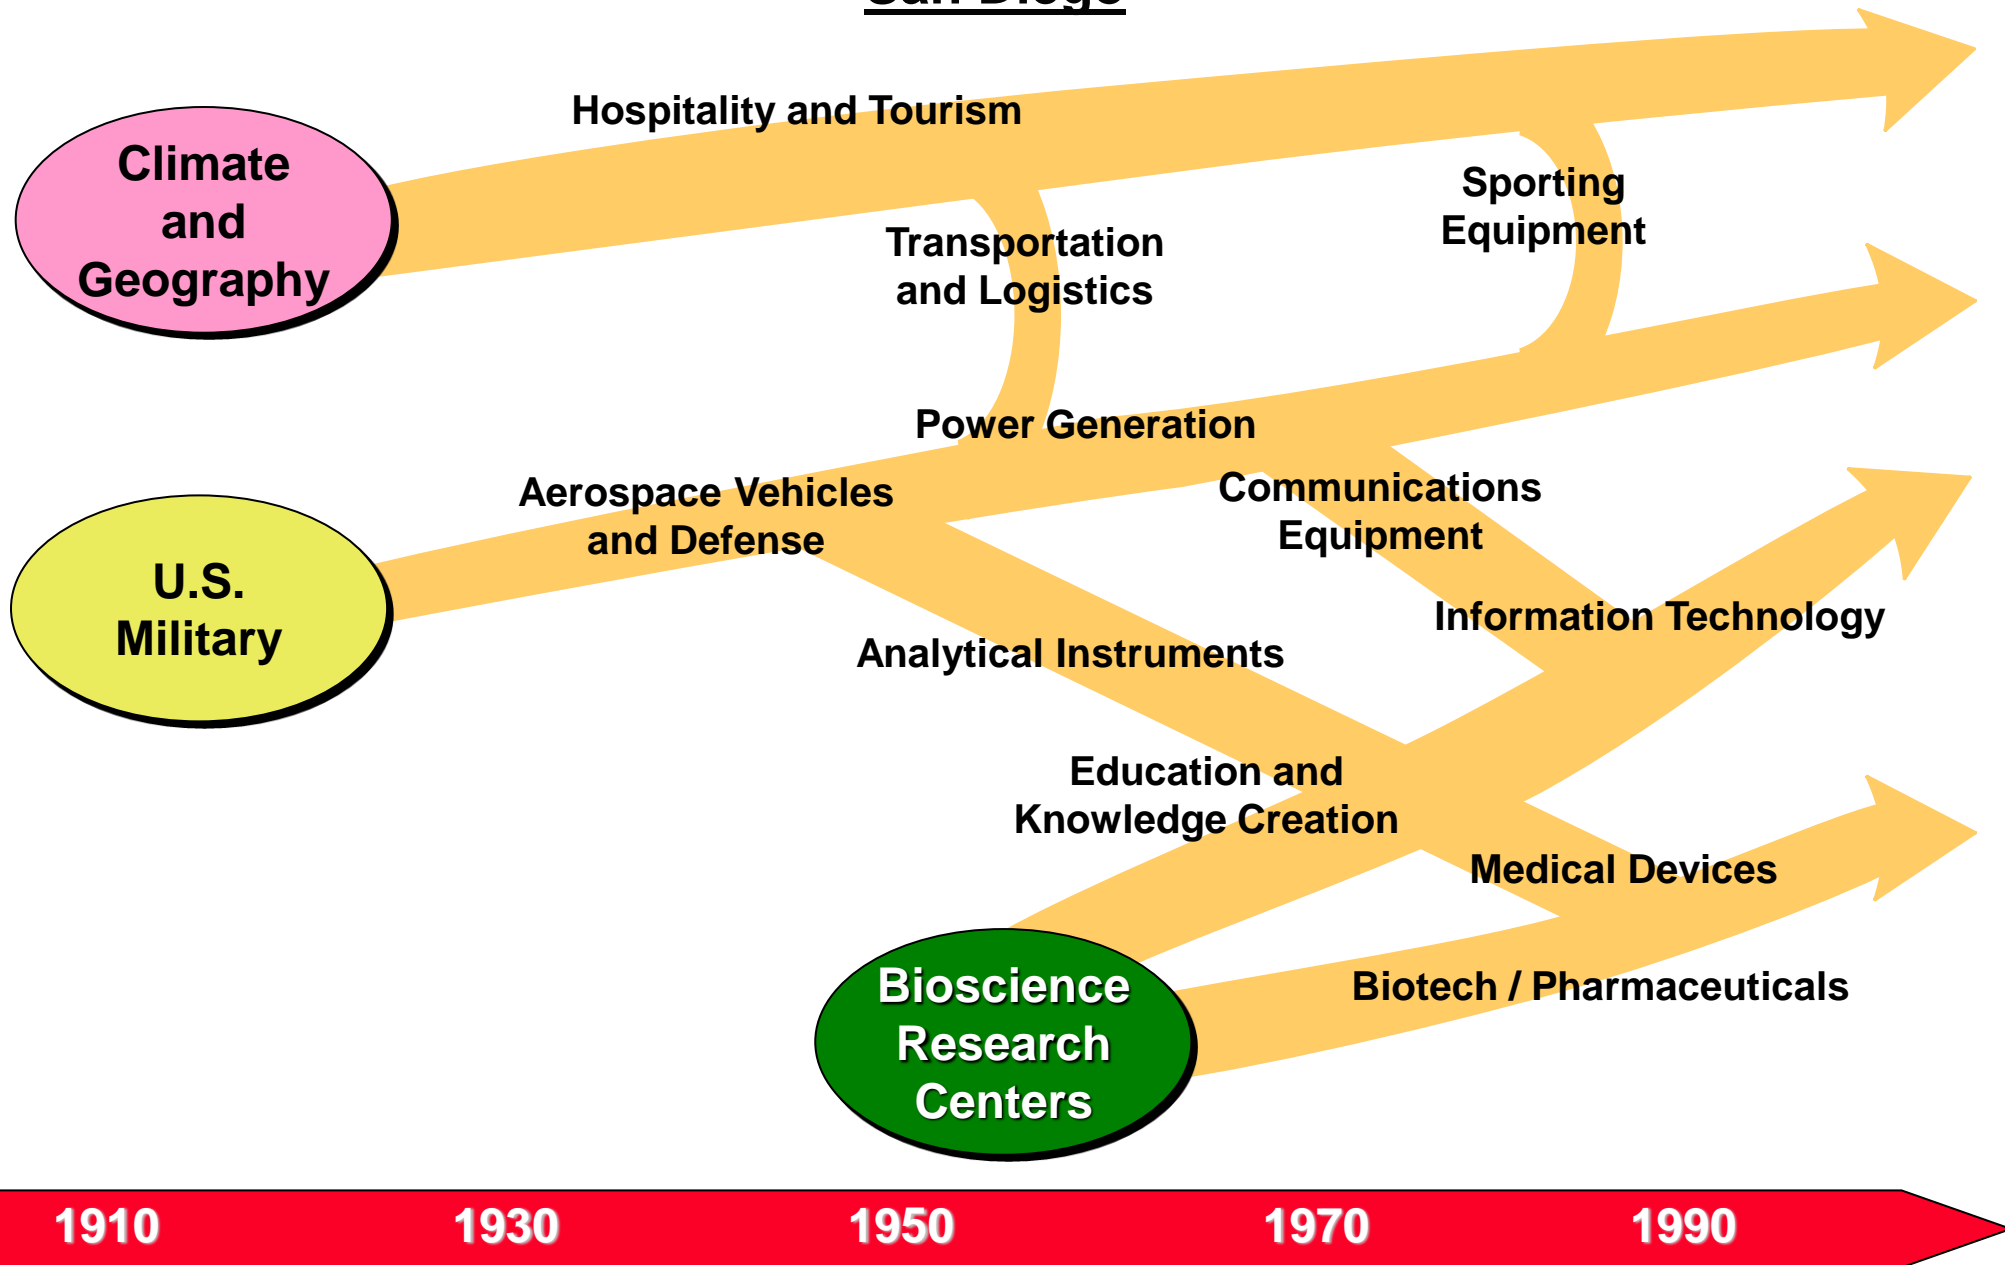 San Diego
Hospitality and Tourism
Climate
and
Geography
Sporting
Equipment
Transportation
and Logistics
Power Generation
Aerospace Vehicles
and Defense
Communications
Equipment
U.S.
Military
Information Technology
Analytical Instruments
Education and
Knowledge Creation
Medical Devices
Bioscience
Research
Centers
Biotech / Pharmaceuticals
1910 1930 1950 1970 1990